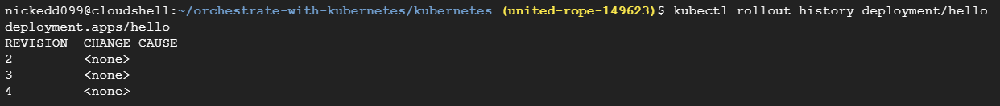 nickedd099@cloudshell:~/orchestrate-with-kubernetes/kubernetes (united-rope-149623)$ kubectl rollout history deployment/hello
deployment.apps/hello
REVISION  CHANGE-CAUSE
2         <none>
3         <none>
4         <none>